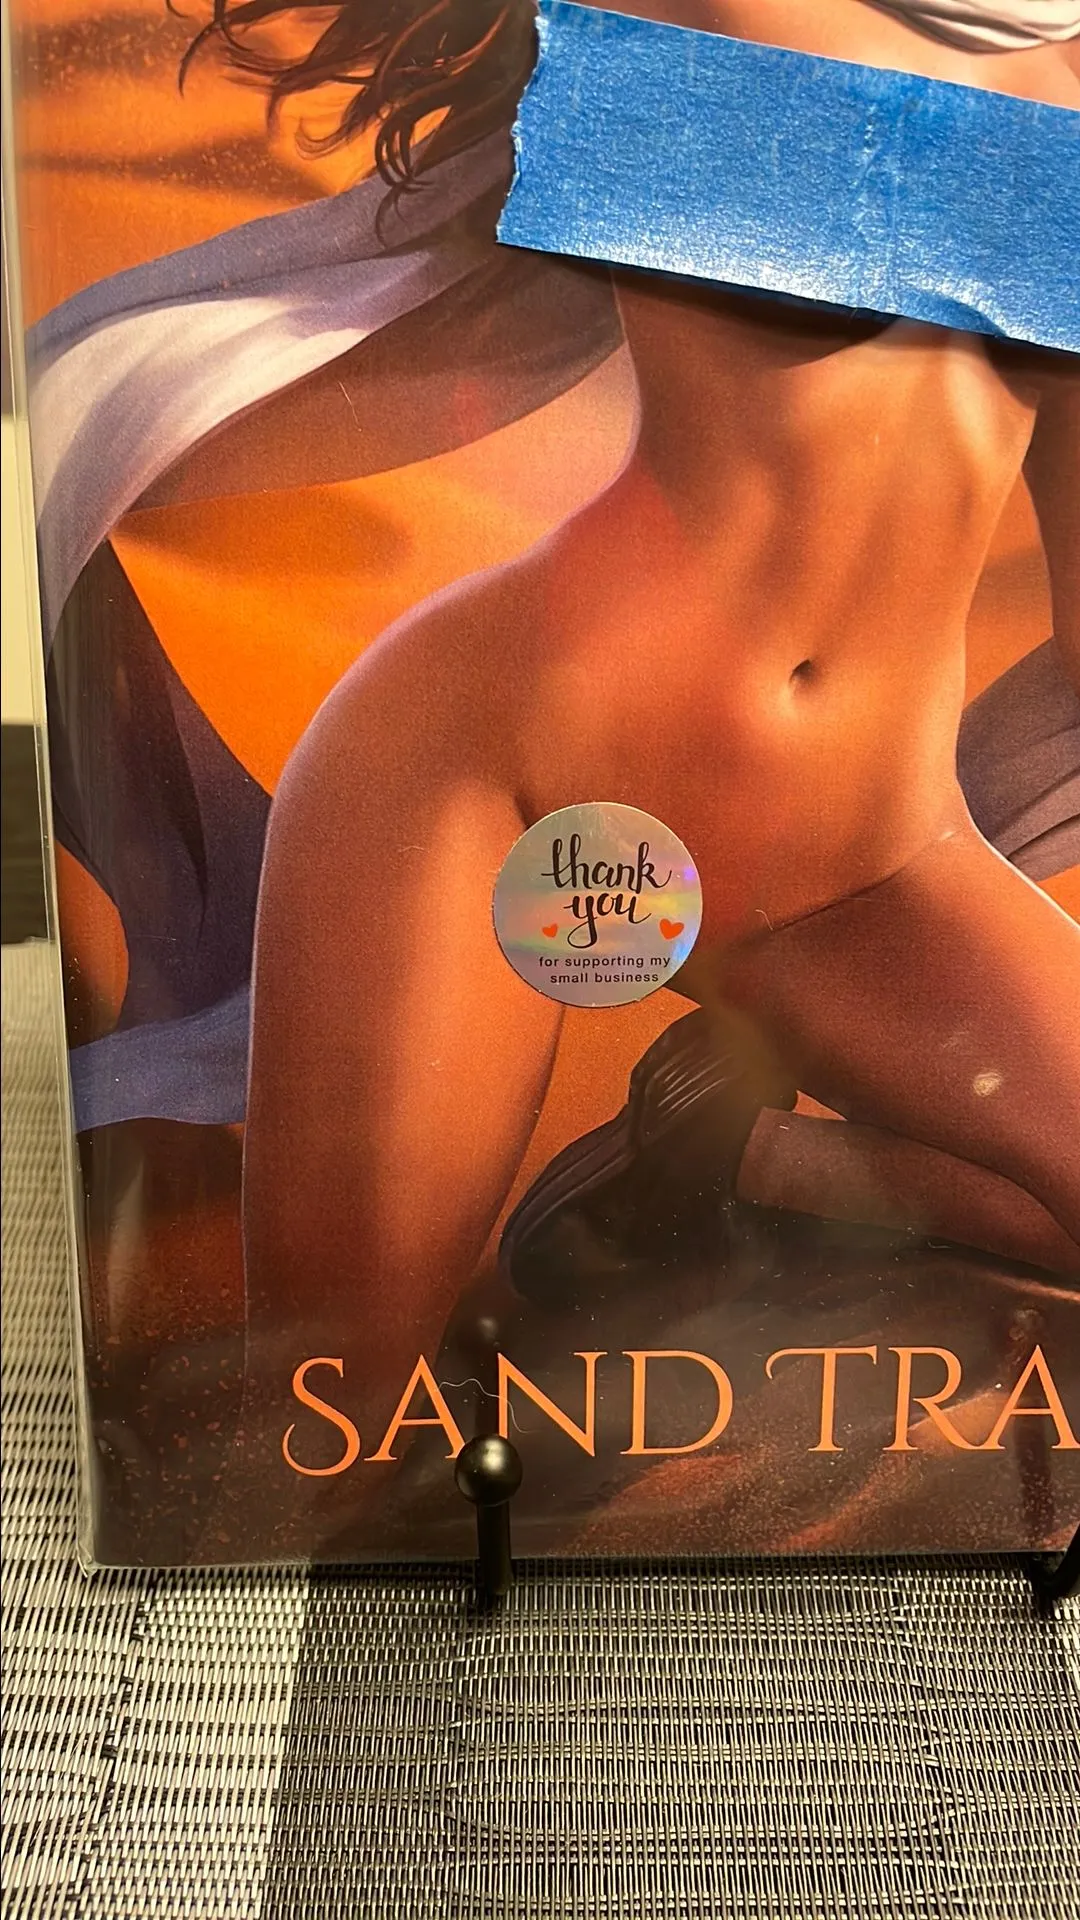 thank
you
for supporting my
small business
SAND TRA